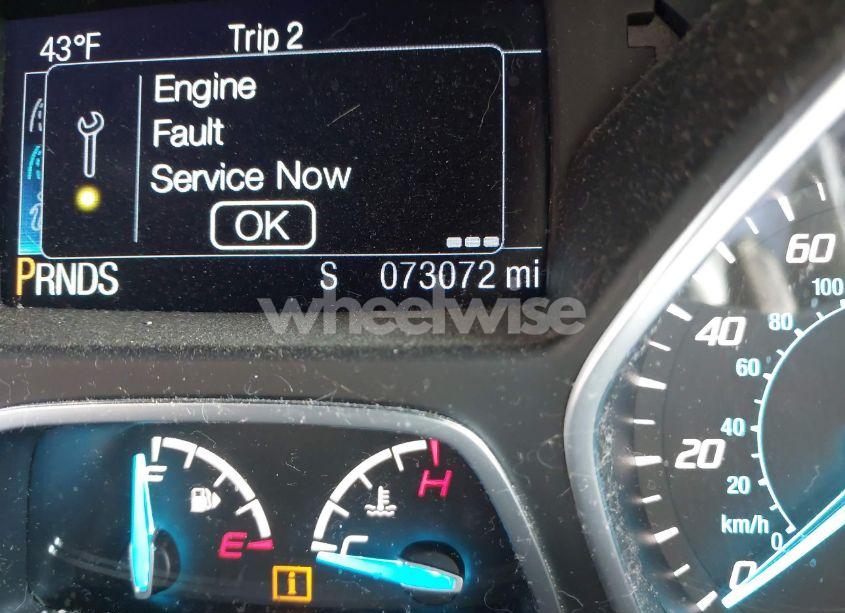 43°F Trip 2
Engine
Fault
Service Now
OK
PRNDS S 073072 mi
wheelwise
60
100
40
80
60
20
40
20
km/h
0
0
F
E
H
C
i